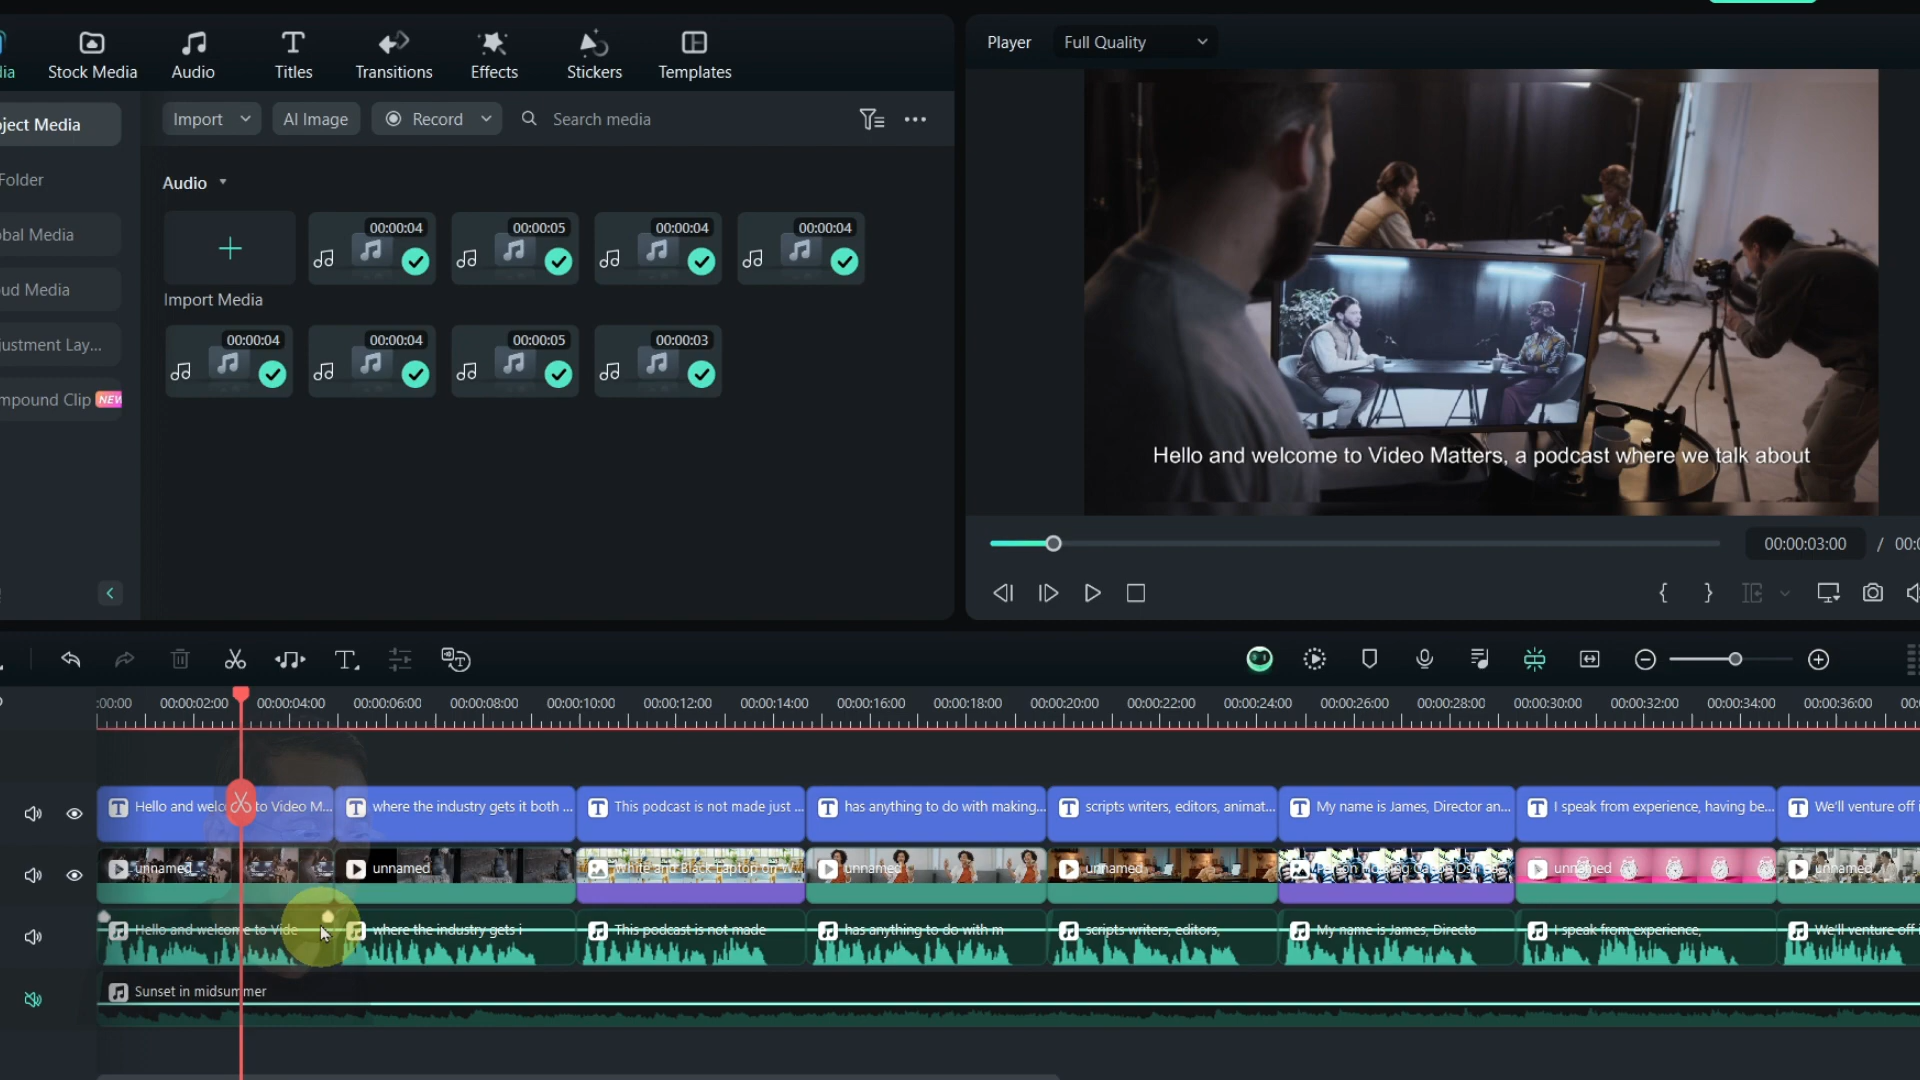 dia
Stock Media
Audio
Titles
Transitions
Effects
Stickers
Templates
Player
Full Quality
oject Media
Import
AI Image
Record
Search media
Folder
Audio
obal Media
00:00:04
00:00:05
00:00:04
00:00:04
oud Media
Import Media
justment Lay...
00:00:04
00:00:04
00:00:05
00:00:03
mpound Clip NEW
Hello and welcome to Video Matters, a podcast where we talk about
00:00:03:00 / 00:0
:00:00
00:00:02:00
00:00:04:00
00:00:06:00
00:00:08:00
00:00:10:00
00:00:12:00
00:00:14:00
00:00:16:00
00:00:18:00
00:00:20:00
00:00:22:00
00:00:24:00
00:00:26:00
00:00:28:00
00:00:30:00
00:00:32:00
00:00:34:00
00:00:36:00
00:
Hello and welco to Video M...
where the industry gets it both ...
This podcast is not made just ...
has anything to do with making...
scripts writers, editors, animat...
My name is James, Director an...
I speak from experience, having be...
We'll venture off i
unnamed
unnamed
White and Black Laptop on W...
unnamed
unnamed
unnamed
unnamed
Hello and welcome to Vide
where the industry gets i
This podcast is not made
has anything to do with m
scripts writers, editors,
My name is James, Directo
I speak from experience,
We'll venture off i
Sunset in midsummer